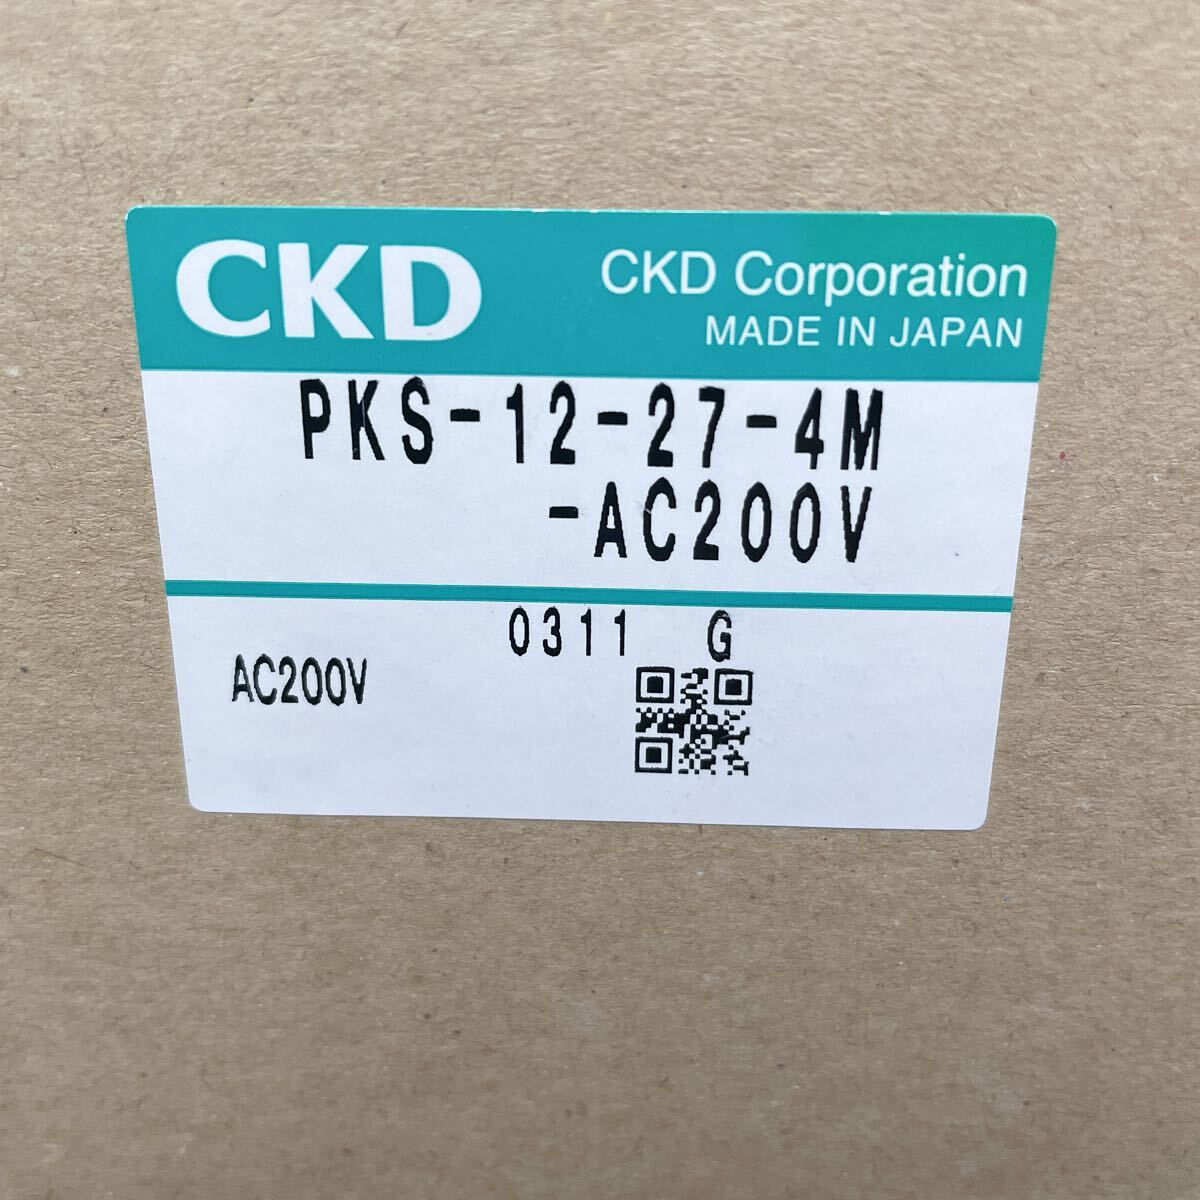 CKD
CKD Corporation
MADE IN JAPAN
PKS-12-27-4M
-AC200V
0311 G
AC200V